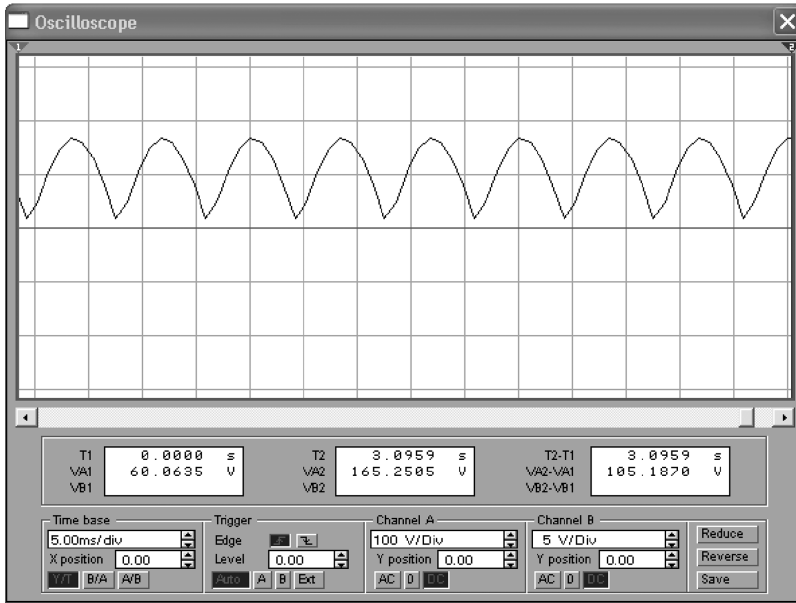 Oscilloscope
1 2
T1 0.0000 s T2 3.0959 s T2-T1 3.0959 s
VA1 60.0635 V VA2 165.2505 V VA2-VA1 105.1870 V
VB1 VB2 VB2-VB1
Time base Trigger Channel A Channel B
5.00ms/div Edge 100 V/Div 5 V/Div Reduce
X position 0.00 Level 0.00 Y position 0.00 Y position 0.00 Reverse
Y/T B/A A/B Auto A B Ext AC 0 DC AC 0 DC Save